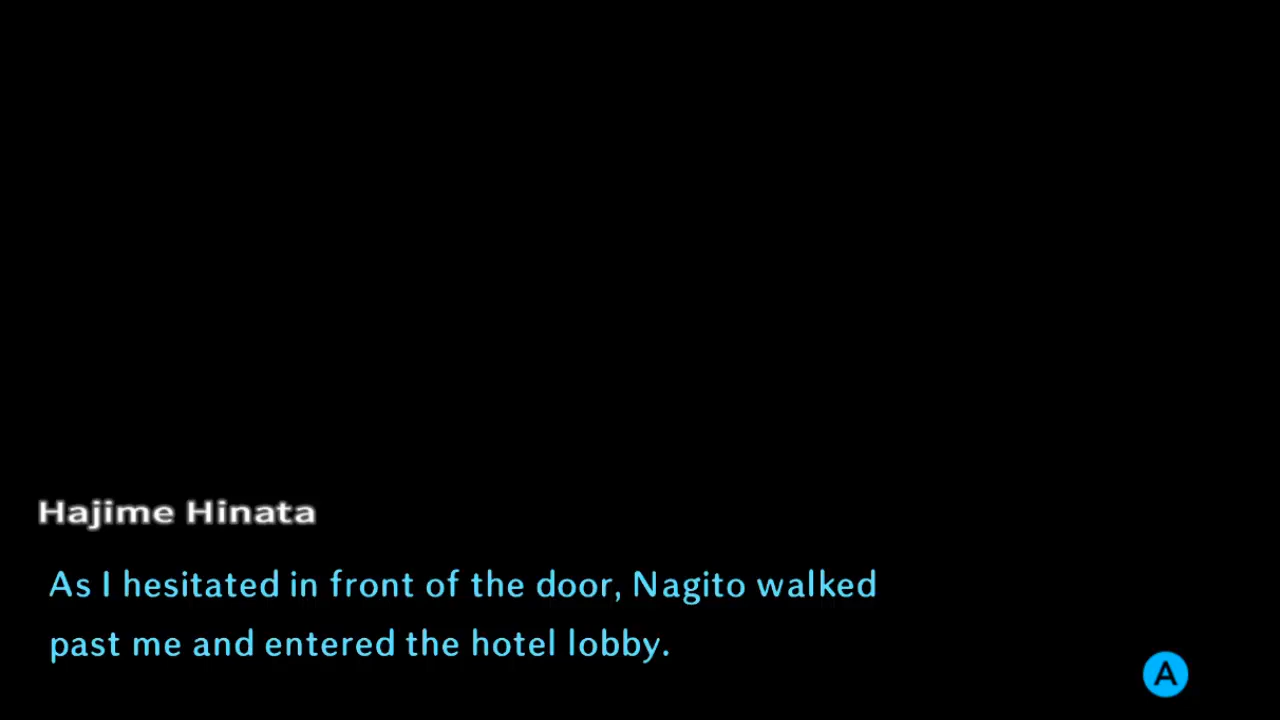 Hajime Hinata
As I hesitated in front of the door, Nagito walked
past me and entered the hotel lobby.
A